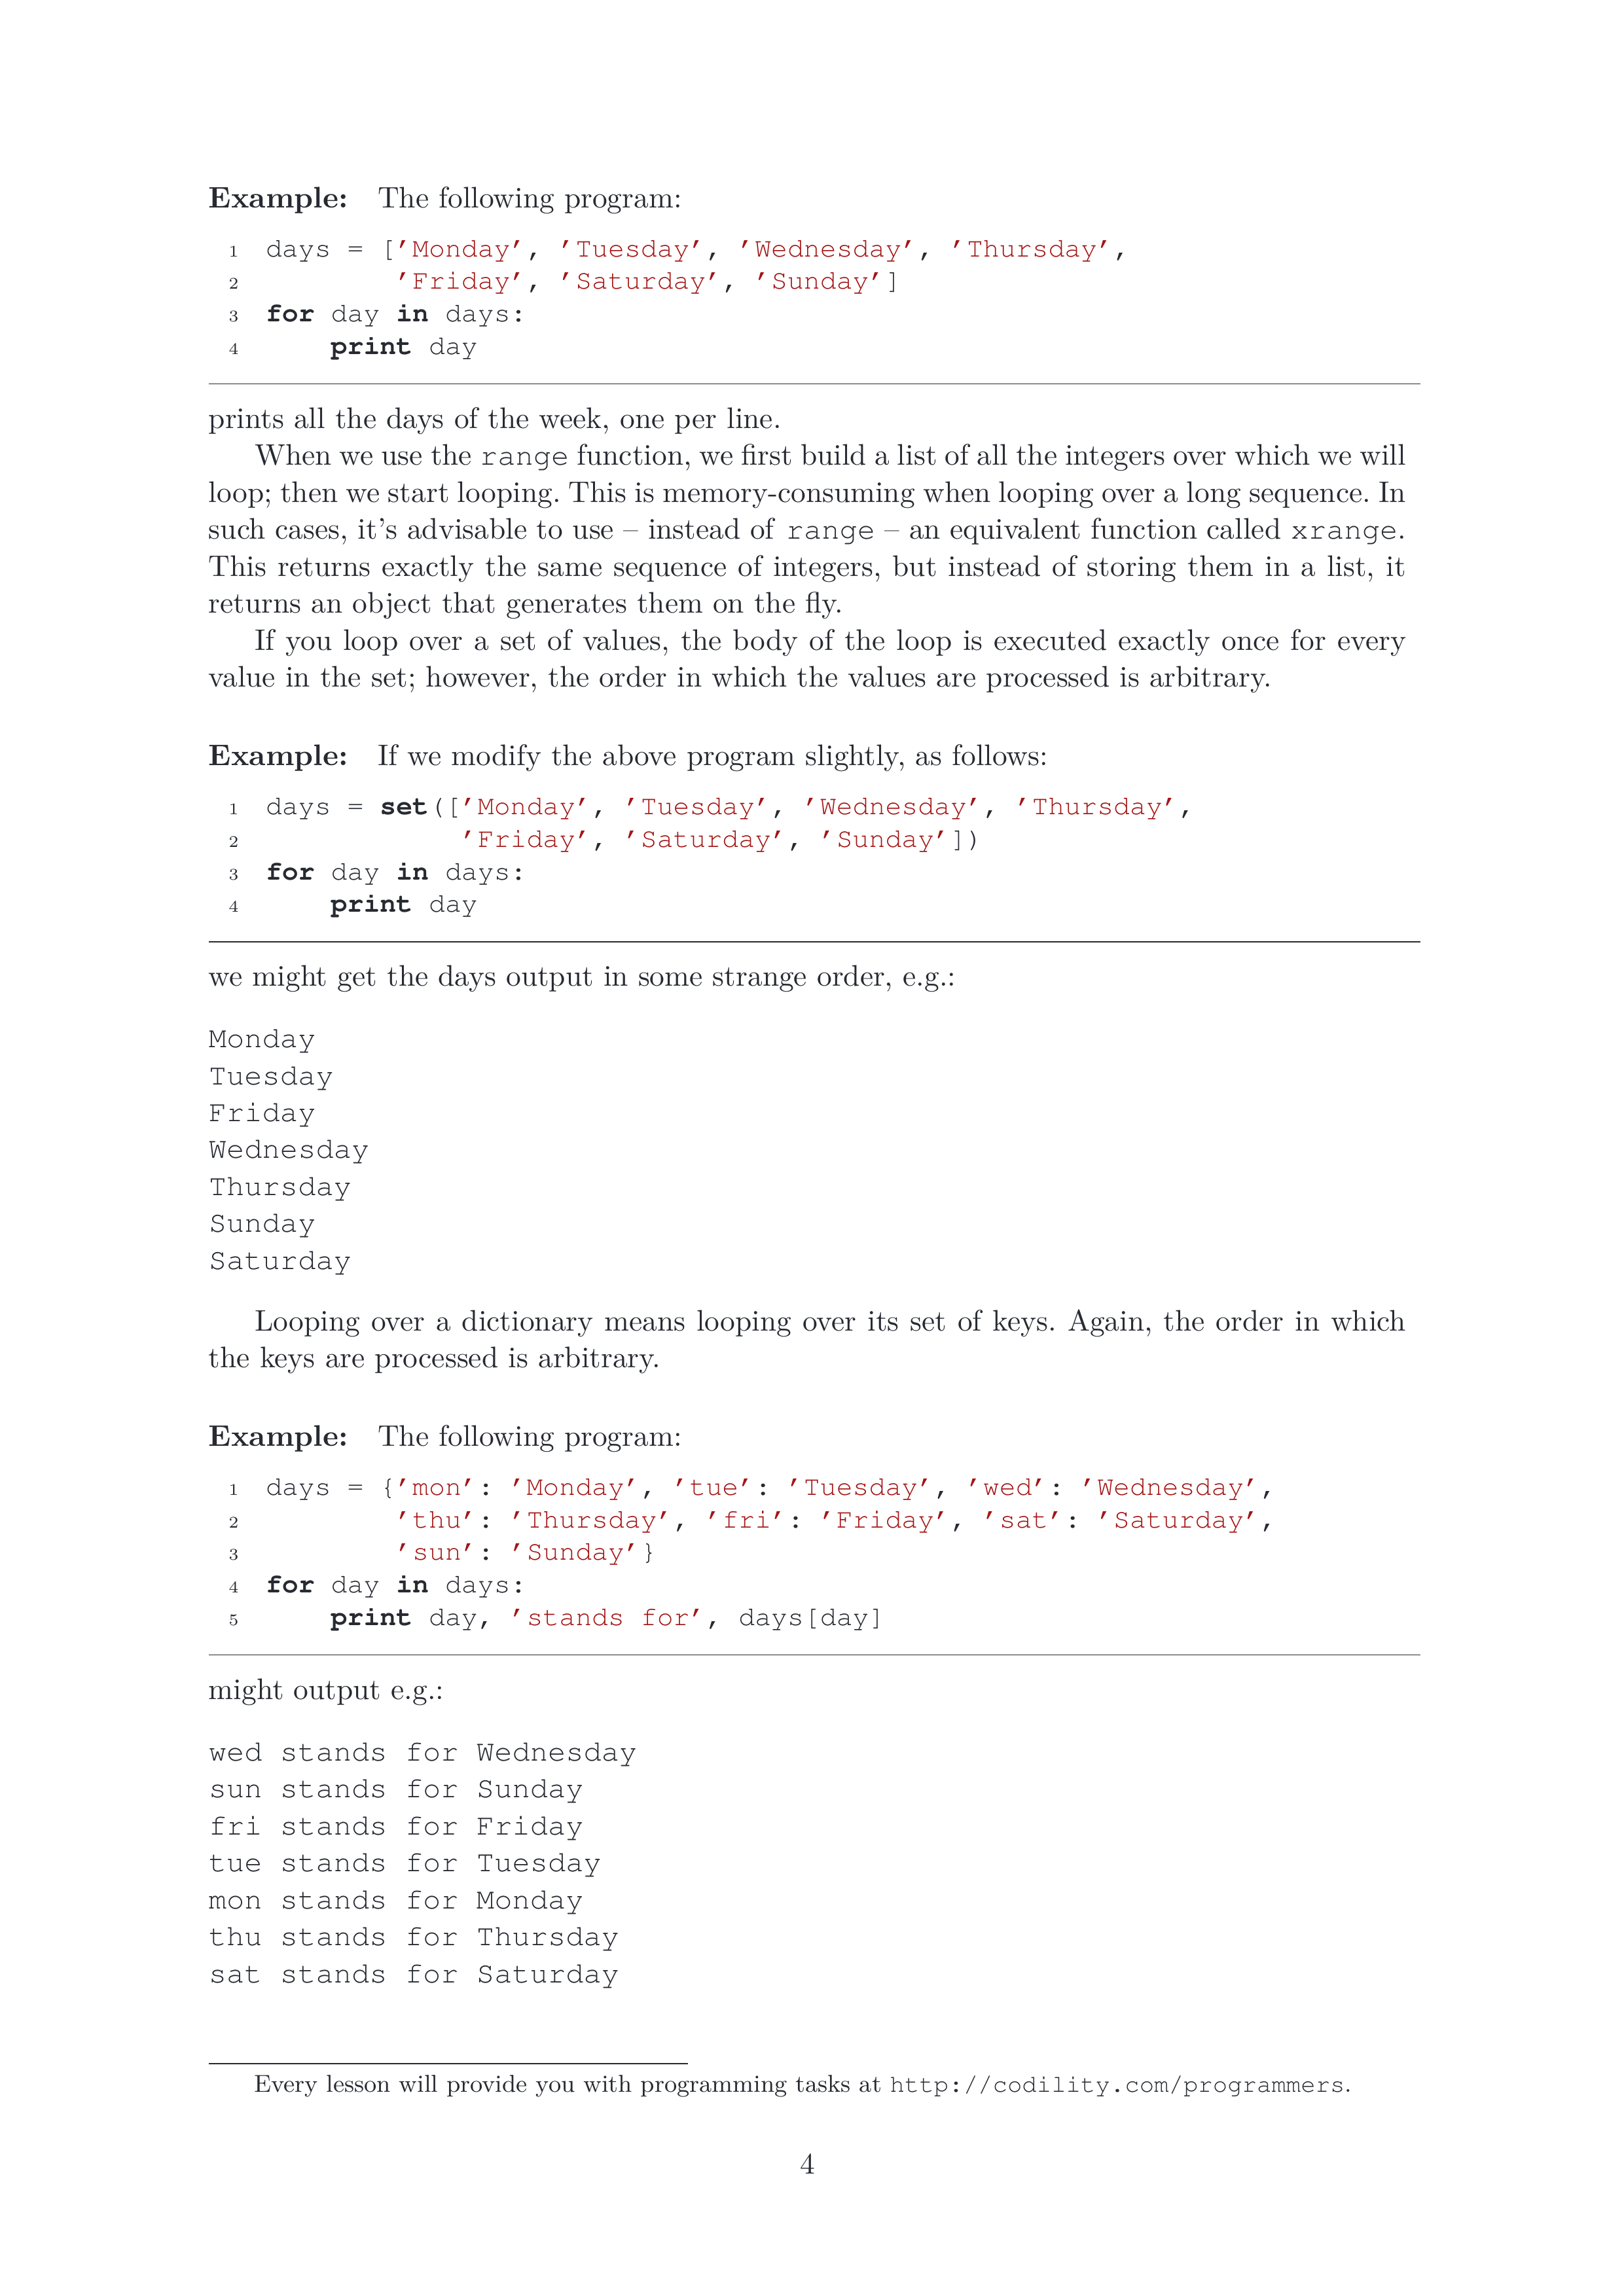 Example: The following program:
1 days = ['Monday', 'Tuesday', 'Wednesday', 'Thursday',
2         'Friday', 'Saturday', 'Sunday']
3 for day in days:
4     print day
prints all the days of the week, one per line.
When we use the range function, we first build a list of all the integers over which we will
loop; then we start looping. This is memory-consuming when looping over a long sequence. In
such cases, it's advisable to use – instead of range – an equivalent function called xrange.
This returns exactly the same sequence of integers, but instead of storing them in a list, it
returns an object that generates them on the fly.
If you loop over a set of values, the body of the loop is executed exactly once for every
value in the set; however, the order in which the values are processed is arbitrary.
Example: If we modify the above program slightly, as follows:
1 days = set(['Monday', 'Tuesday', 'Wednesday', 'Thursday',
2             'Friday', 'Saturday', 'Sunday'])
3 for day in days:
4     print day
we might get the days output in some strange order, e.g.:
Monday
Tuesday
Friday
Wednesday
Thursday
Sunday
Saturday
Looping over a dictionary means looping over its set of keys. Again, the order in which
the keys are processed is arbitrary.
Example: The following program:
1 days = {'mon': 'Monday', 'tue': 'Tuesday', 'wed': 'Wednesday',
2         'thu': 'Thursday', 'fri': 'Friday', 'sat': 'Saturday',
3         'sun': 'Sunday'}
4 for day in days:
5     print day, 'stands for', days[day]
might output e.g.:
wed stands for Wednesday
sun stands for Sunday
fri stands for Friday
tue stands for Tuesday
mon stands for Monday
thu stands for Thursday
sat stands for Saturday
Every lesson will provide you with programming tasks at http://codility.com/programmers.
4